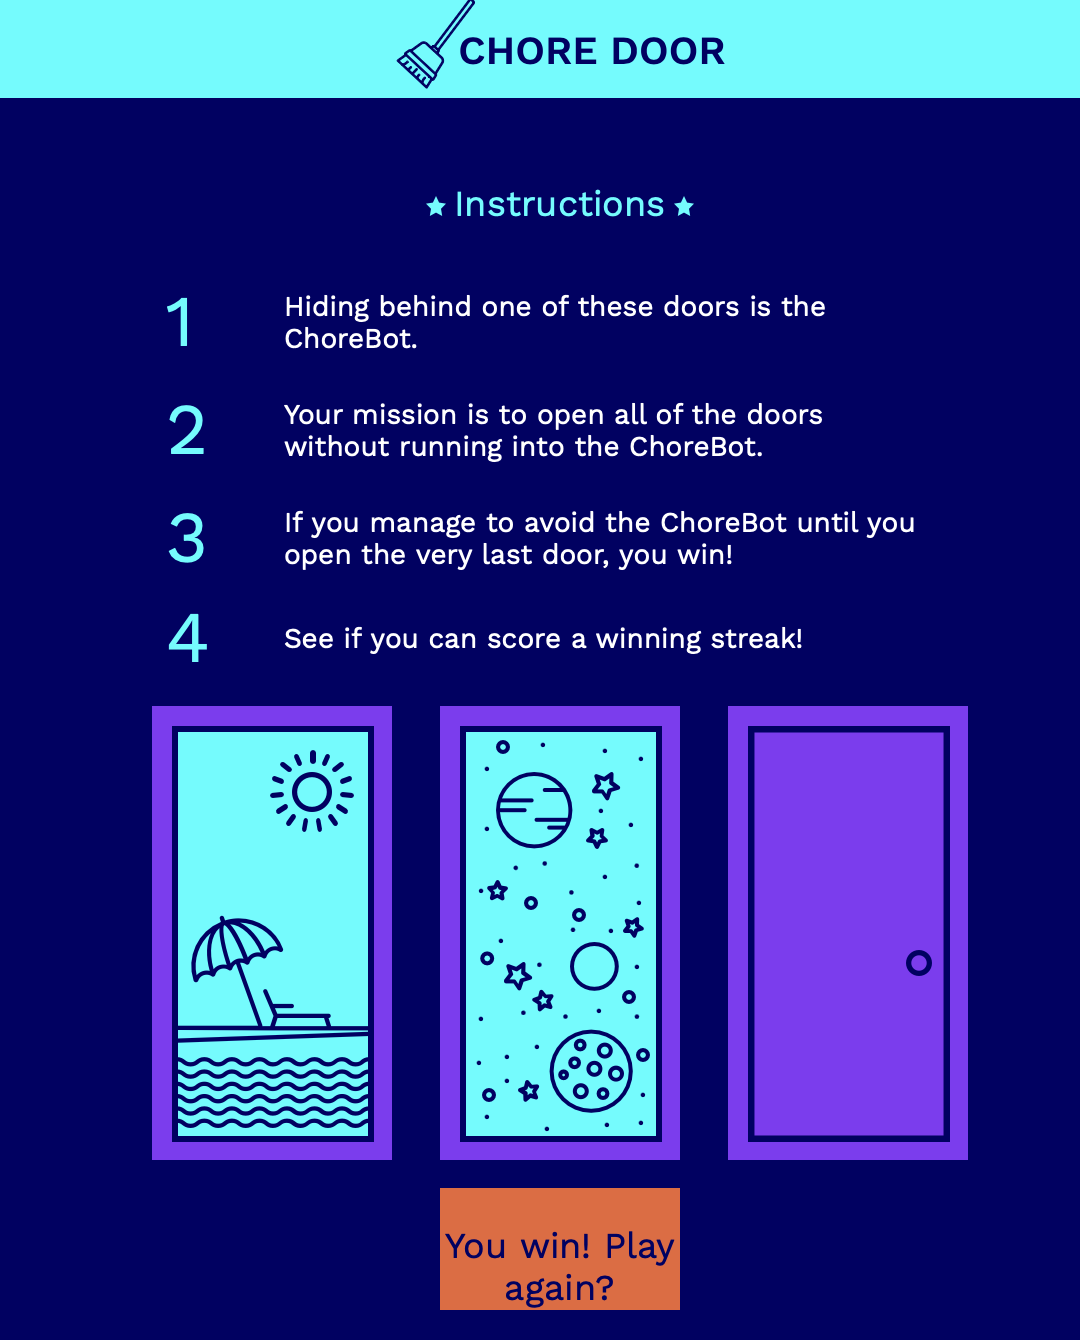 CHORE DOOR
Instructions
1
Hiding behind one of these doors is the
ChoreBot.
2
Your mission is to open all of the doors
without running into the ChoreBot.
3
If you manage to avoid the ChoreBot until you
open the very last door, you win!
4
See if you can score a winning streak!
You win! Play
again?